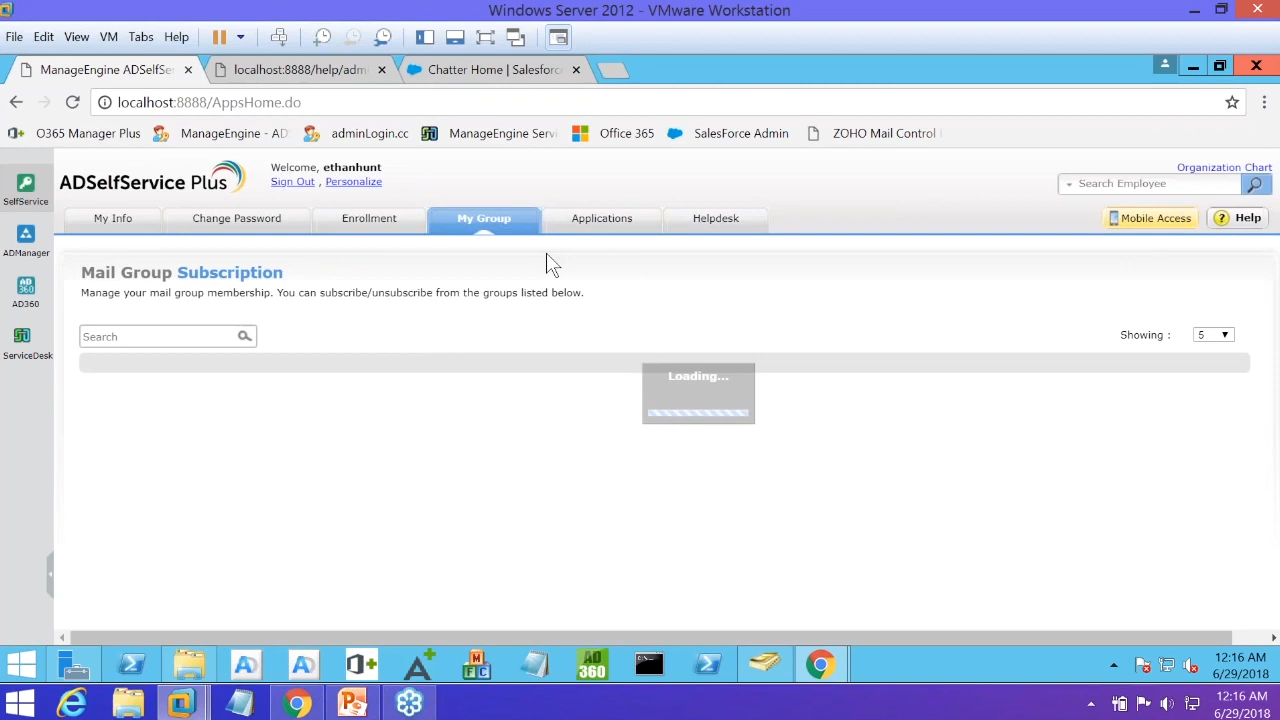 Windows Server 2012 - VMware Workstation
File Edit View VM Tabs Help
ManageEngine ADSelfSe
localhost:8888/help/adm
Chatter Home | Salesforc
localhost:8888/AppsHome.do
O365 Manager Plus
ManageEngine - AD
adminLogin.cc
ManageEngine Servi
Office 365
SalesForce Admin
ZOHO Mail Control
SelfService
ADManager
AD360
ServiceDesk
ADSelfService Plus
Welcome, ethanhunt
Sign Out , Personalize
Organization Chart
Search Employee
My Info
Change Password
Enrollment
My Group
Applications
Helpdesk
Mobile Access
? Help
Mail Group Subscription
Manage your mail group membership. You can subscribe/unsubscribe from the groups listed below.
Search
Showing : 5
Loading...
AD
360
12:16 AM
6/29/2018
12:16 AM
6/29/2018